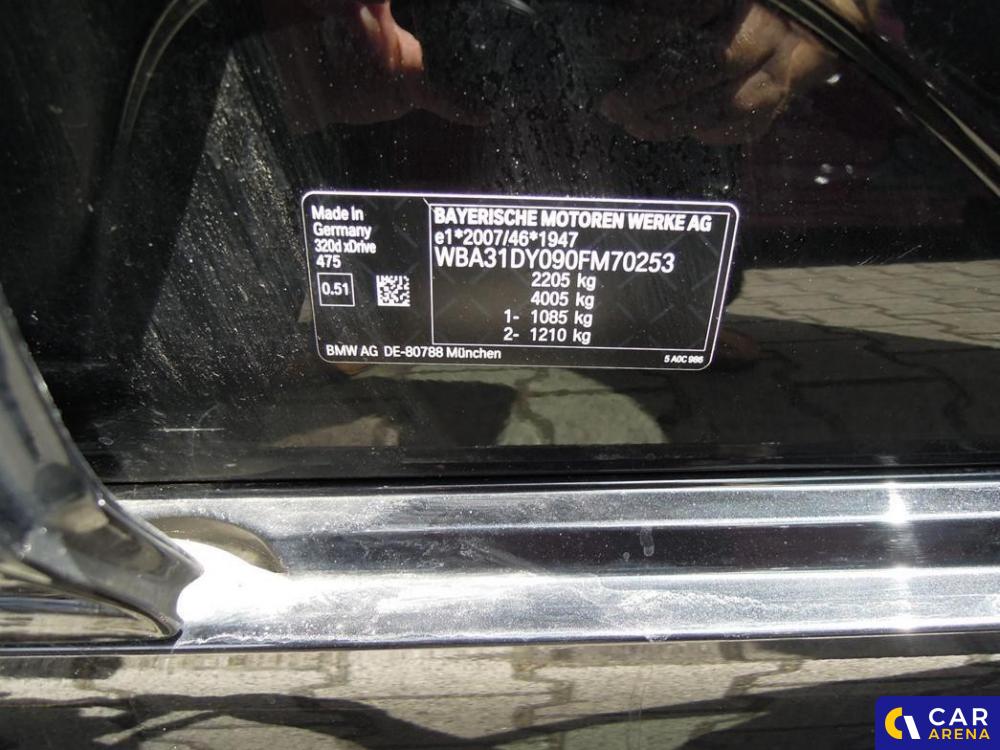 Made In
Germany
320d xDrive
475
0.51
BAYERISCHE MOTOREN WERKE AG
e1*2007/46*1947
WBA31DY090FM70253
2205 kg
4005 kg
1- 1085 kg
2- 1210 kg
BMW AG DE-80788 München
5 A0C 986
CAR
ARENA